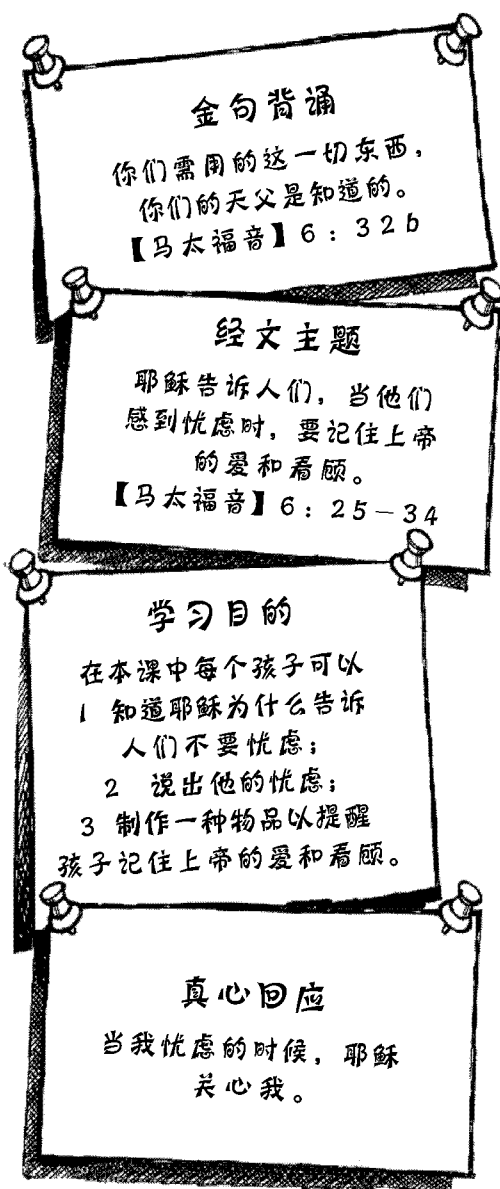 金句背诵
你们需用的这一切东西，
你们的天父是知道的。
【马太福音】6：32b
经文主题
耶稣告诉人们，当他们
感到忧虑时，要记住上帝
的爱和看顾。
【马太福音】6：25－34
学习目的
在本课中每个孩子可以
1 知道耶稣为什么告诉
人们不要忧虑；
2 说出他的忧虑；
3 制作一种物品以提醒
孩子记住上帝的爱和看顾。
真心回应
当我忧虑的时候，耶稣
关心我。